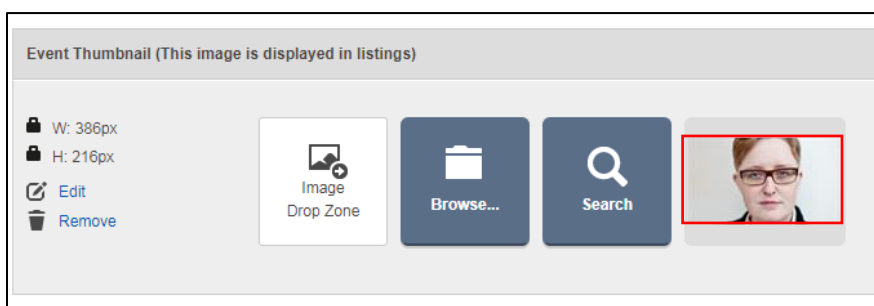 Event Thumbnail (This image is displayed in listings)
W: 386px
H: 216px
Edit
Remove
Image
Drop Zone
Browse...
Search